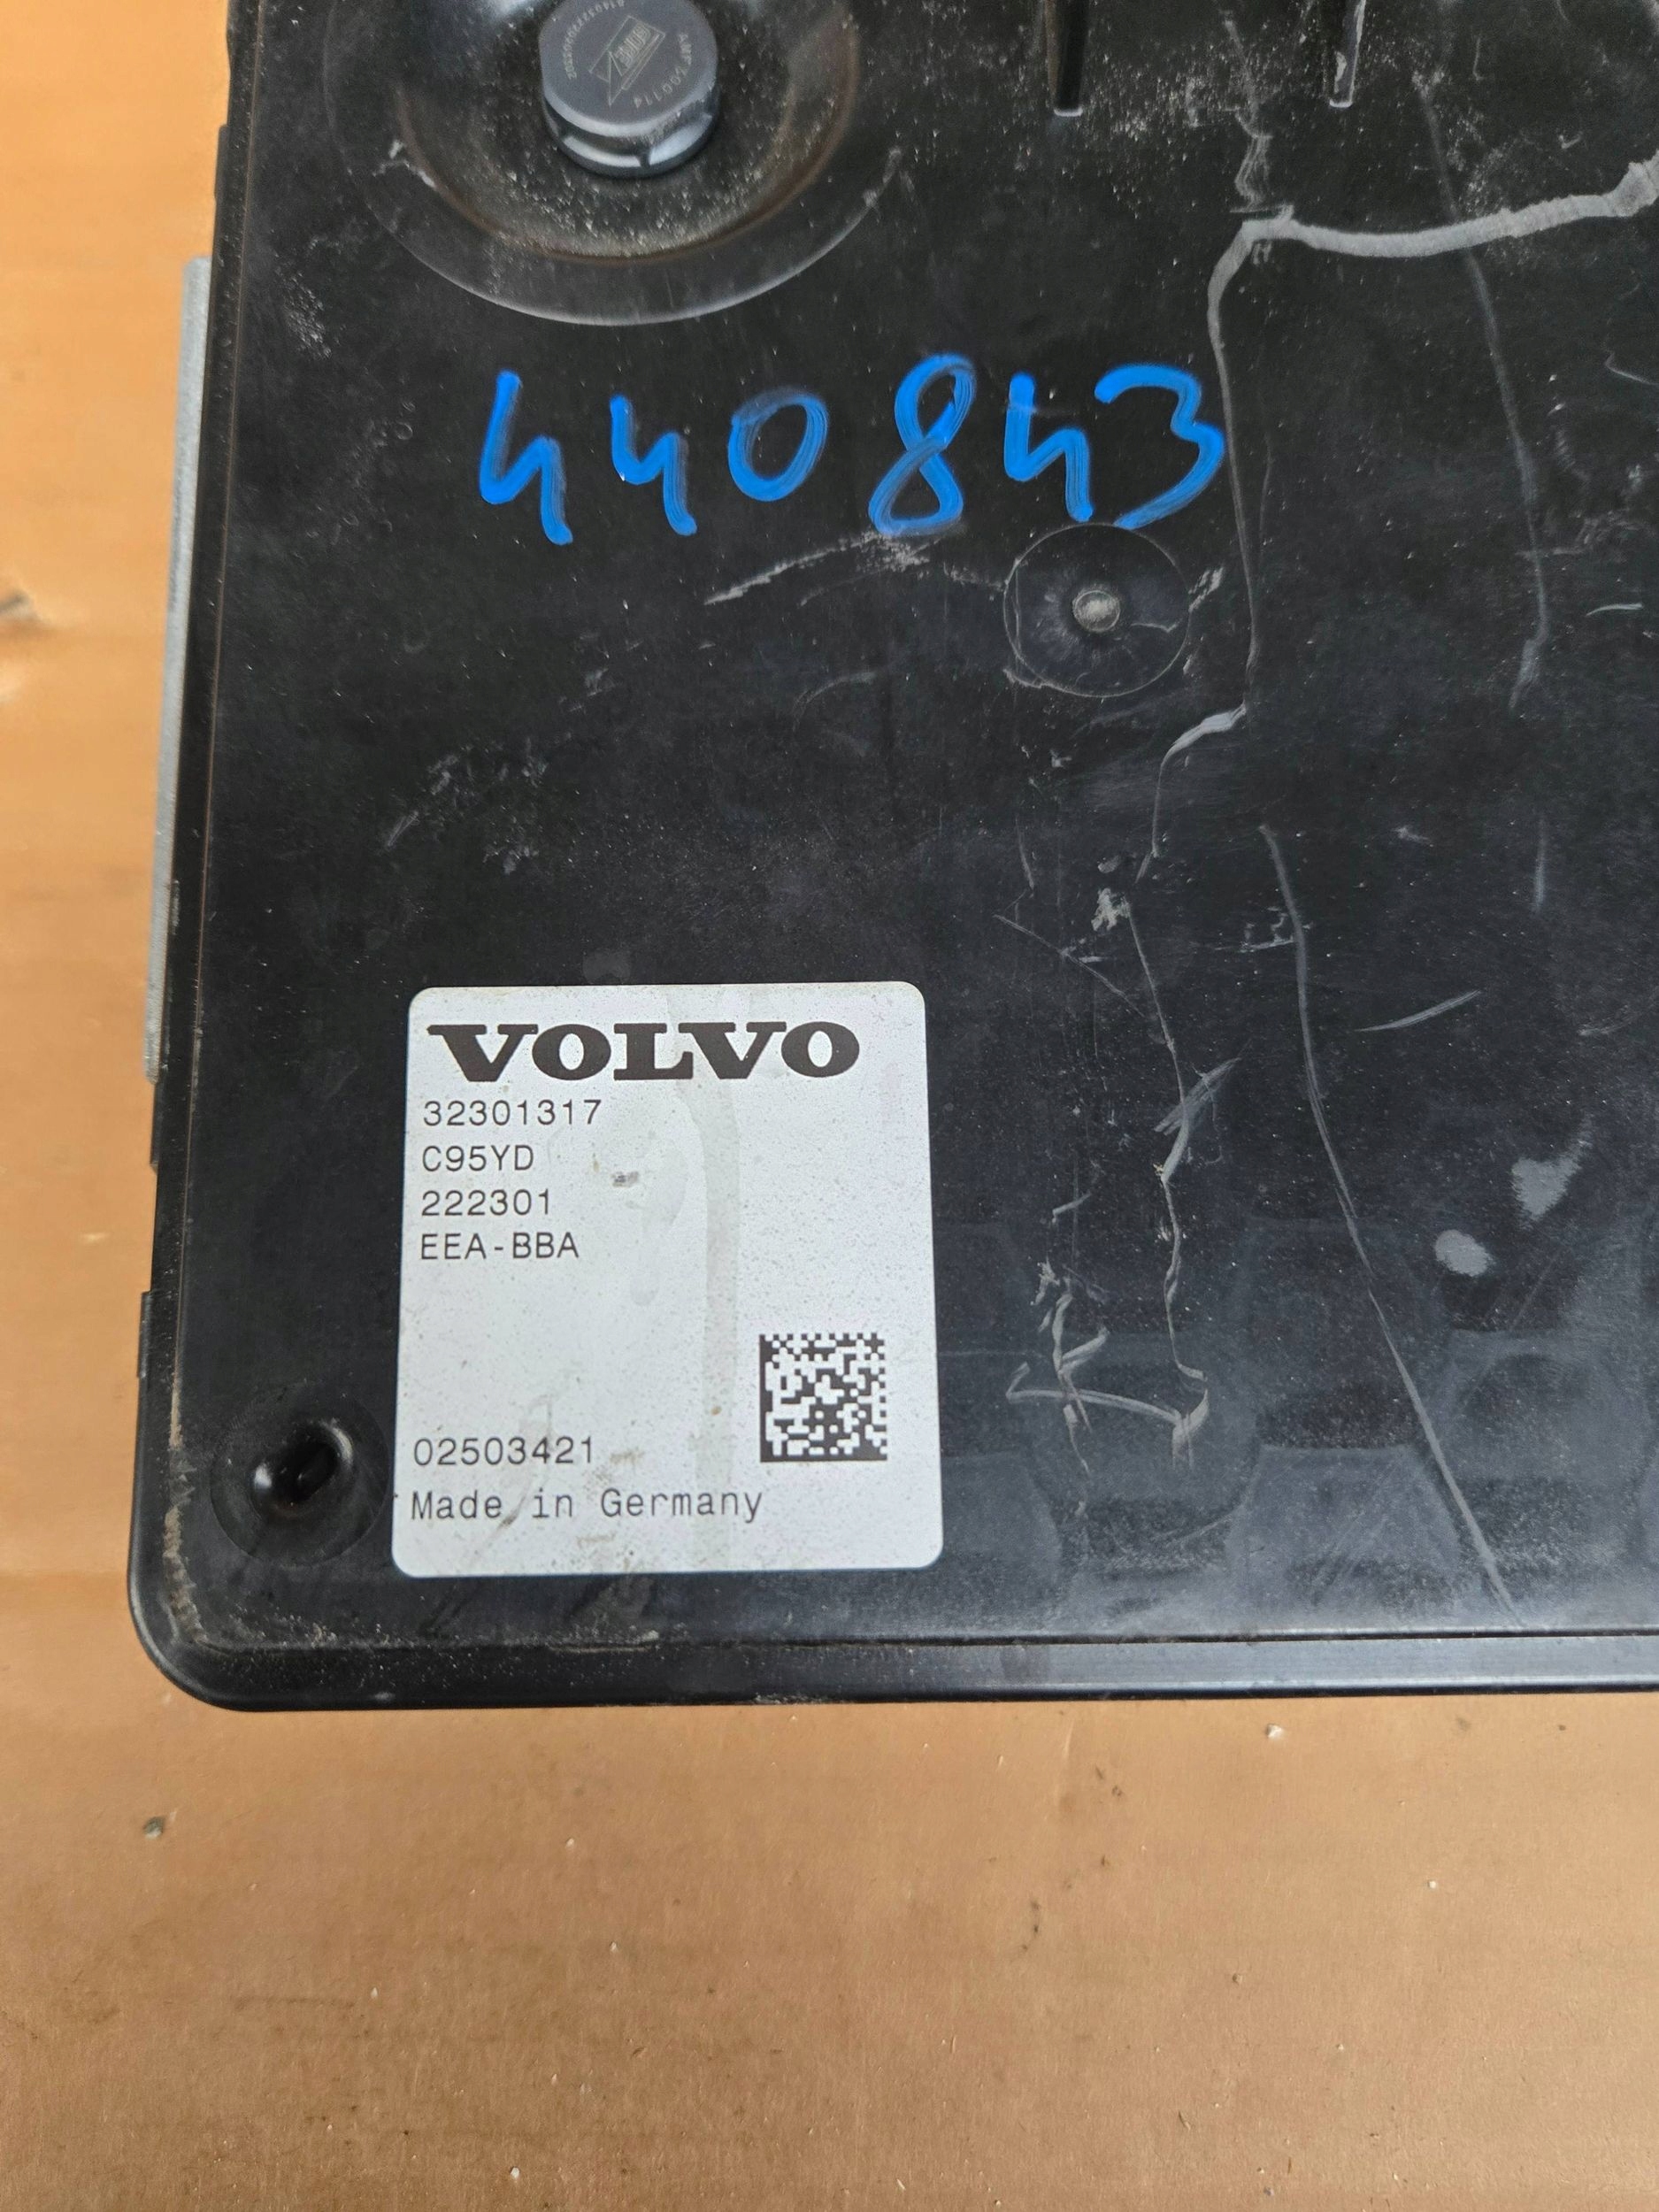 440843
VOLVO
32301317
C95YD
222301
EEA-BBA
02503421
Made in Germany